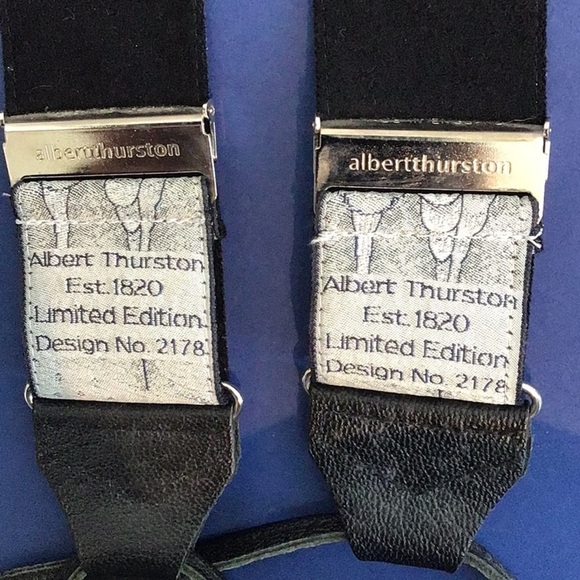 albertthurston
Albert Thurston
Est. 1820
Limited Edition
Design No. 2178
albertthurston
Albert Thurston
Est. 1820
Limited Edition
Design No. 2178